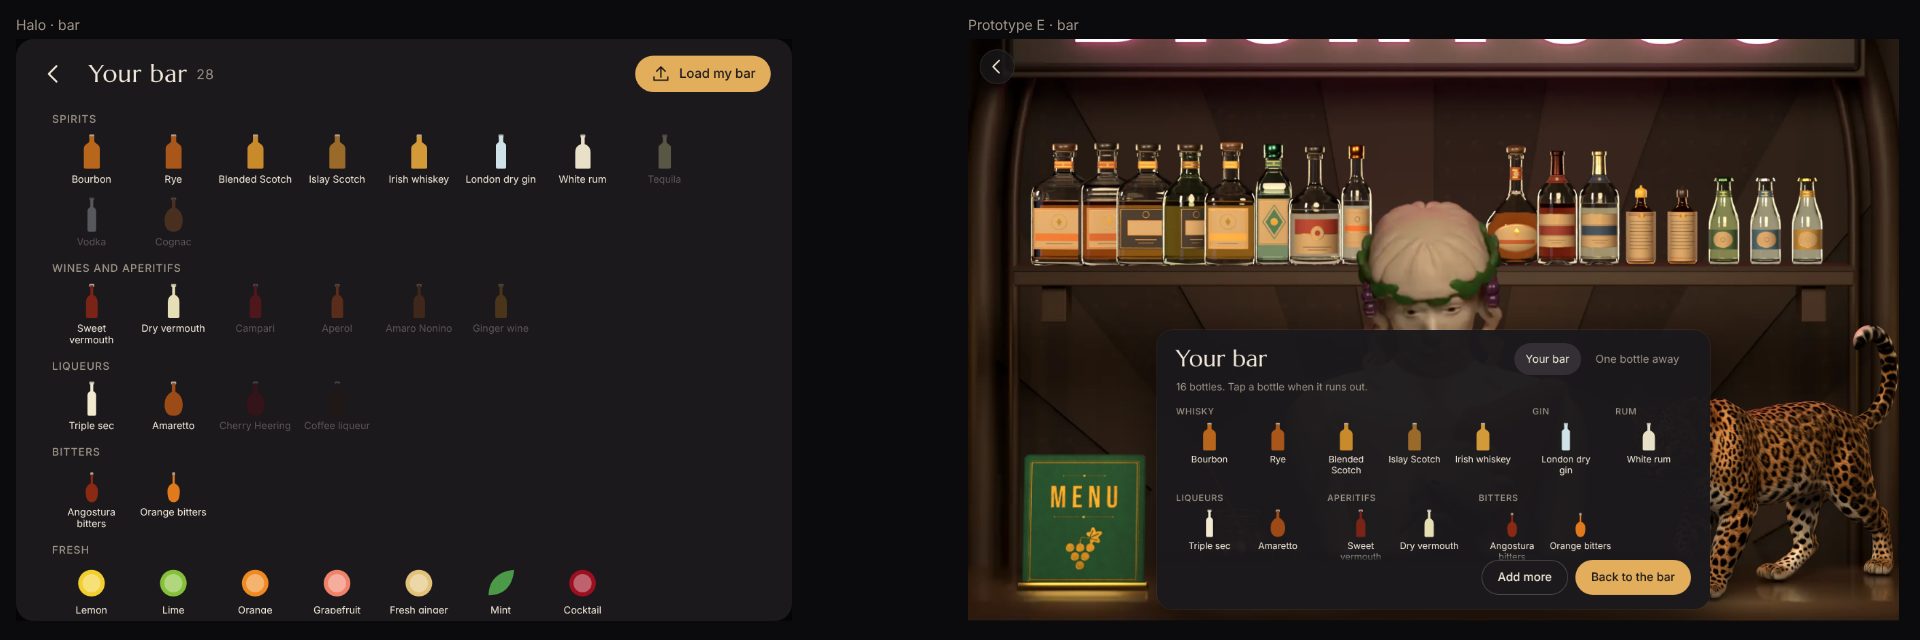 Halo · bar
Your bar 28
Load my bar
SPIRITS
Bourbon Rye Blended Scotch Islay Scotch Irish whiskey London dry gin White rum Tequila
Vodka Cognac
WINES AND APERITIFS
Sweet vermouth Dry vermouth Campari Aperol Amaro Nonino Ginger wine
LIQUEURS
Triple sec Amaretto Cherry Heering Coffee liqueur
BITTERS
Angostura bitters Orange bitters
FRESH
Lemon Lime Orange Grapefruit Fresh ginger Mint Cocktail
Prototype E · bar
MENU
Your bar
Your bar One bottle away
16 bottles. Tap a bottle when it runs out.
WHISKY GIN RUM
Bourbon Rye Blended Scotch Islay Scotch Irish whiskey London dry gin White rum
LIQUEURS APERITIFS BITTERS
Triple sec Amaretto Sweet vermouth Dry vermouth Angostura bitters Orange bitters
Add more Back to the bar